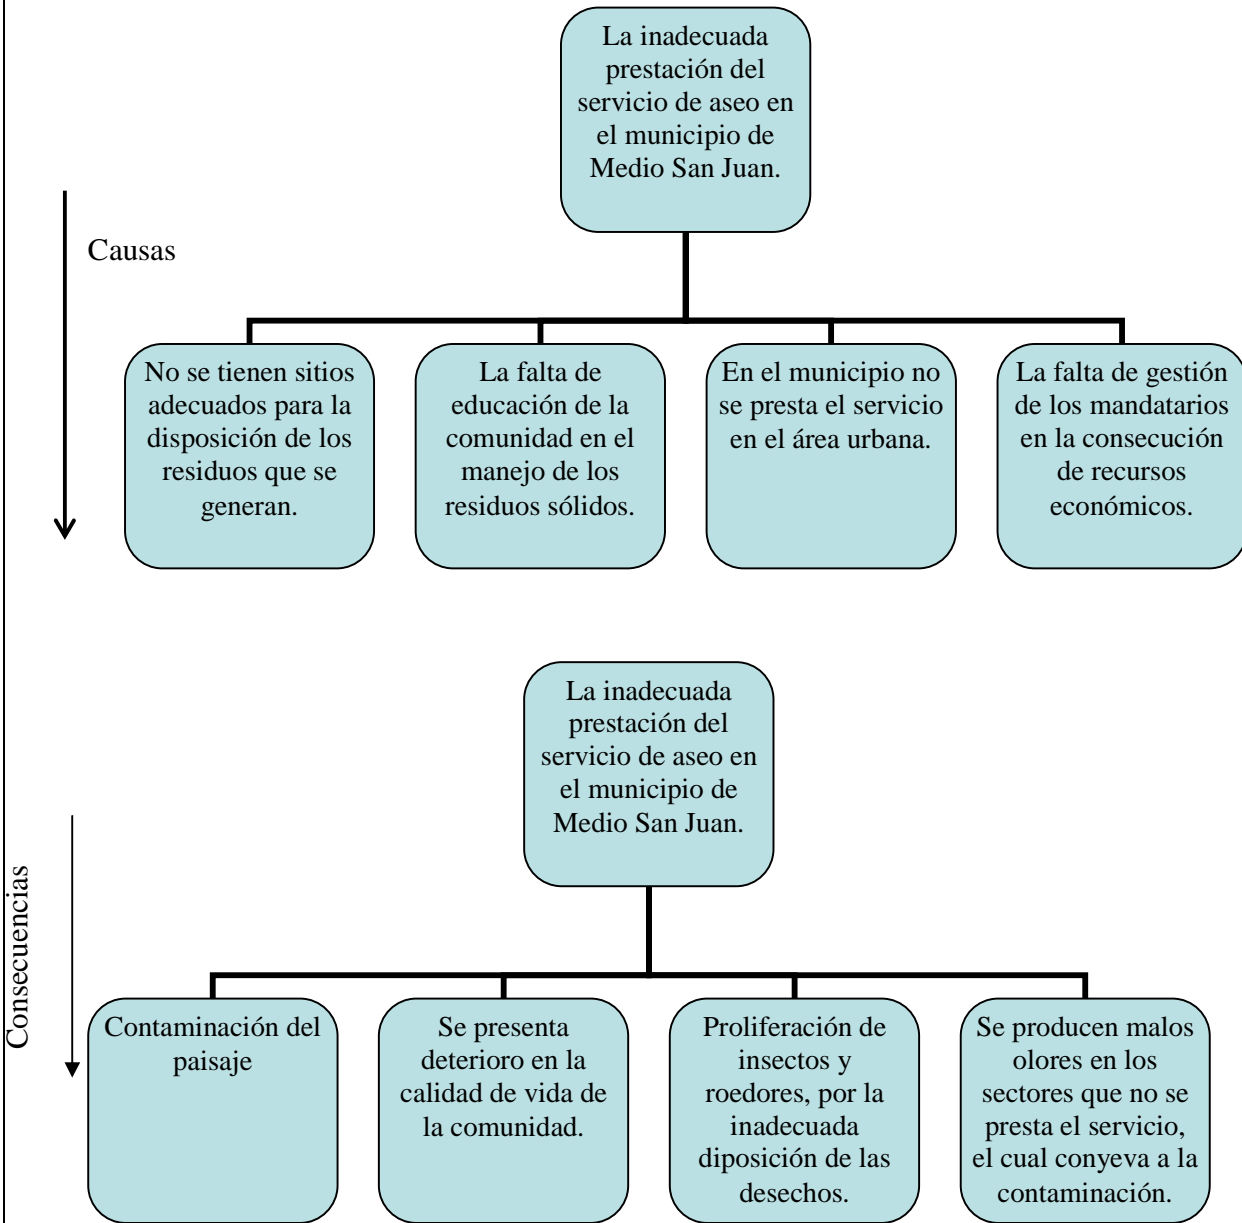 La inadecuada
prestación del
servicio de aseo en
el municipio de
Medio San Juan.
Causas
No se tienen sitios
adecuados para la
disposición de los
residuos que se
generan.
La falta de
educación de la
comunidad en el
manejo de los
residuos sólidos.
En el municipio no
se presta el servicio
en el área urbana.
La falta de gestión
de los mandatarios
en la consecución
de recursos
económicos.
La inadecuada
prestación del
servicio de aseo en
el municipio de
Medio San Juan.
Consecuencias
Contaminación del
paisaje
Se presenta
deterioro en la
calidad de vida de
la comunidad.
Proliferación de
insectos y
roedores, por la
inadecuada
diposición de las
desechos.
Se producen malos
olores en los
sectores que no se
presta el servicio,
el cual conyeva a la
contaminación.